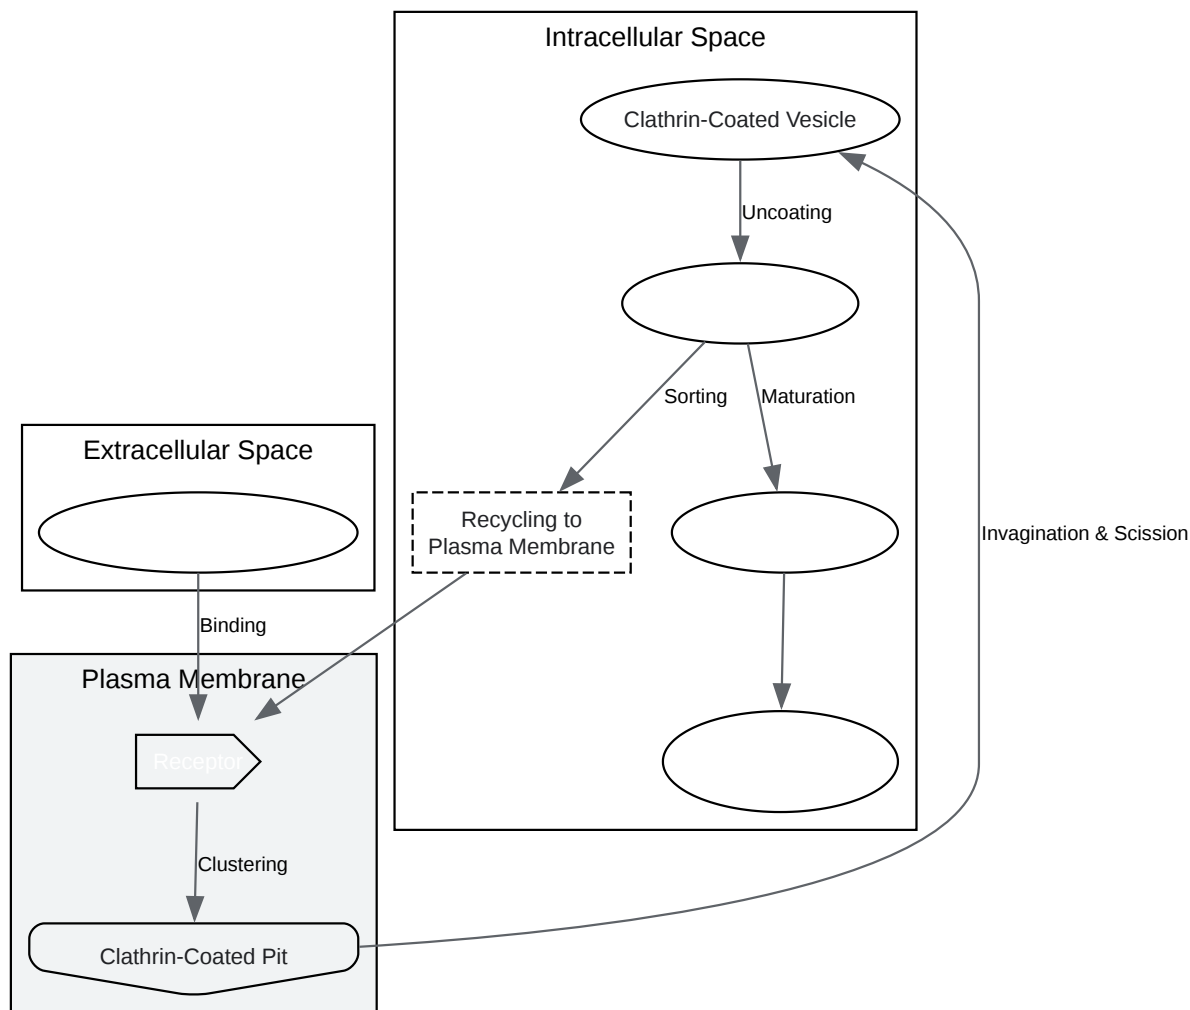 Intracellular Space
Clathrin-Coated Vesicle
Uncoating
Sorting
Maturation
Extracellular Space
Recycling to
Plasma Membrane
Invagination & Scission
Binding
Plasma Membrane
Receptor
Clustering
Clathrin-Coated Pit